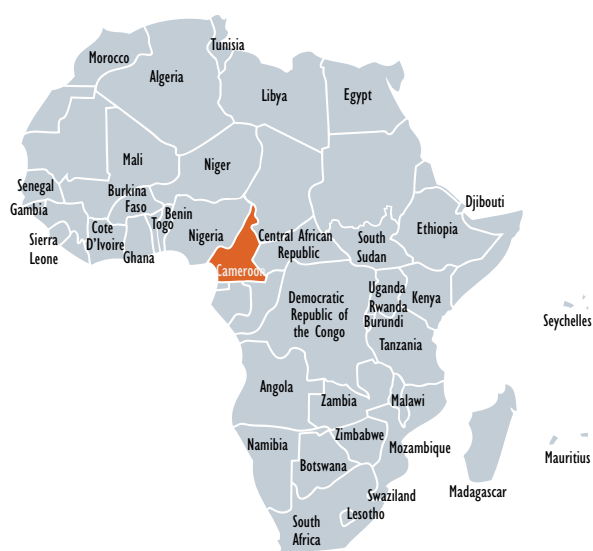 Tunisia
Morocco
Algeria
Libya
Egypt
Mali
Niger
Senegal
Burkina
Faso
Gambia
Benin
Togo
Cote
D'Ivoire
Nigeria
Sierra
Leone
Ghana
Djibouti
Ethiopia
Central African
Republic
South
Sudan
Cameroon
Uganda
Rwanda
Burundi
Kenya
Democratic
Republic of
the Congo
Seychelles
Tanzania
Angola
Zambia
Malawi
Zimbabwe
Namibia
Mozambique
Botswana
Mauritius
Madagascar
Swaziland
Lesotho
South
Africa